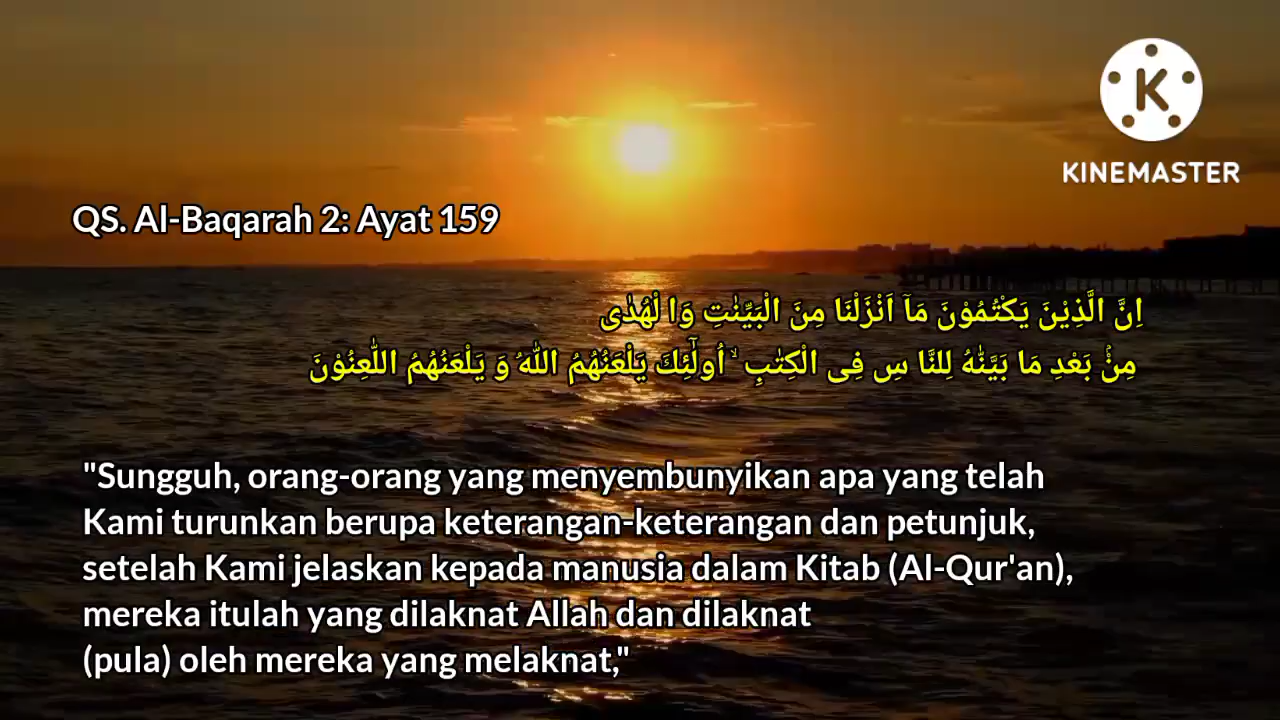 K
KINEMASTER
QS. Al-Baqarah 2: Ayat 159
اِنَّ الَّذِيْنَ يَكْتُمُوْنَ مَاۤ اَنْزَلْنَا مِنَ الْبَيِّنٰتِ وَا لْهُدٰى
مِنْۢ بَعْدِ مَا بَيَّنّٰهُ لِلنَّا سِ فِى الْكِتٰبِ ۙ اُولٰٓئِكَ يَلْعَنُهُمُ اللّٰهُ وَ يَلْعَنُهُمُ اللّٰعِنُوْنَ
"Sungguh, orang-orang yang menyembunyikan apa yang telah
Kami turunkan berupa keterangan-keterangan dan petunjuk,
setelah Kami jelaskan kepada manusia dalam Kitab (Al-Qur'an),
mereka itulah yang dilaknat Allah dan dilaknat
(pula) oleh mereka yang melaknat,"